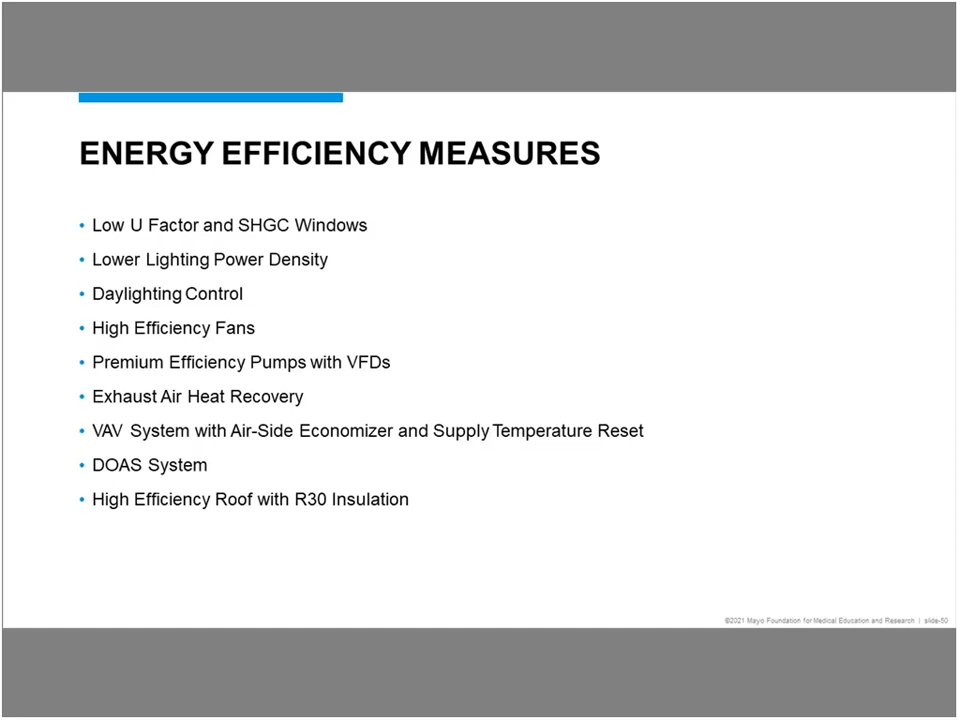 ENERGY EFFICIENCY MEASURES
• Low U Factor and SHGC Windows
• Lower Lighting Power Density
• Daylighting Control
• High Efficiency Fans
• Premium Efficiency Pumps with VFDs
• Exhaust Air Heat Recovery
• VAV System with Air-Side Economizer and Supply Temperature Reset
• DOAS System
• High Efficiency Roof with R30 Insulation
©2021 Mayo Foundation for Medical Education and Research | slide-50